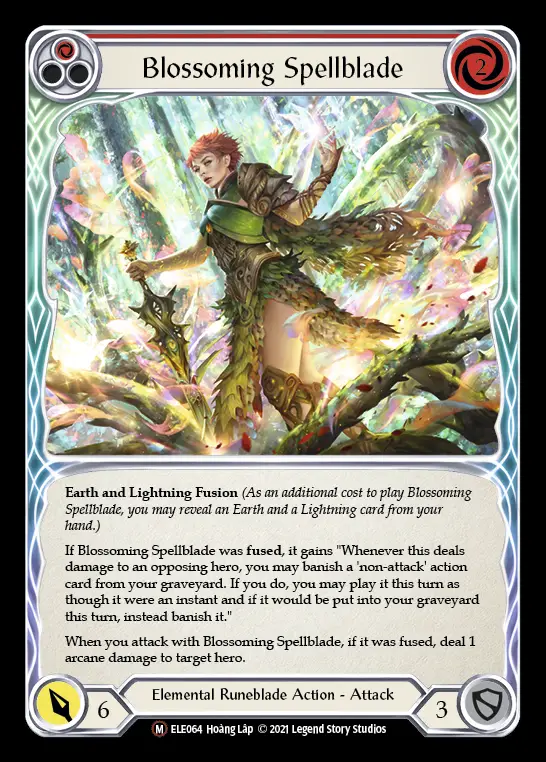 Blossoming Spellblade
2
Earth and Lightning Fusion (As an additional cost to play Blossoming
Spellblade, you may reveal an Earth and a Lightning card from your
hand.)
If Blossoming Spellblade was fused, it gains "Whenever this deals
damage to an opposing hero, you may banish a 'non-attack' action
card from your graveyard. If you do, you may play it this turn as
though it were an instant and if it would be put into your graveyard
this turn, instead banish it."
When you attack with Blossoming Spellblade, if it was fused, deal 1
arcane damage to target hero.
6
Elemental Runeblade Action - Attack
3
M ELE064 Hoàng Lập © 2021 Legend Story Studios